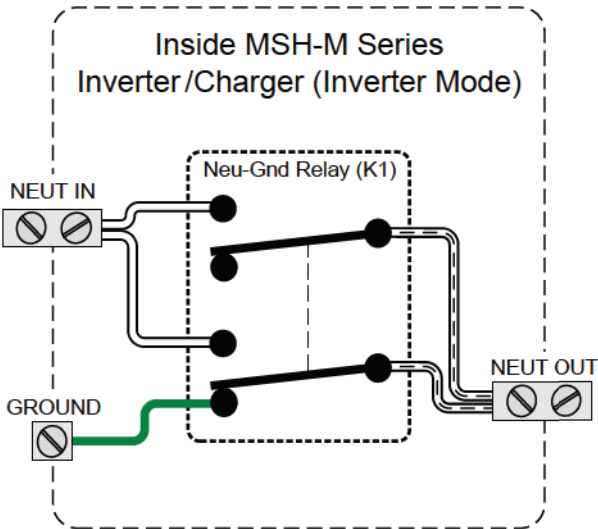 Inside MSH-M Series
Inverter/Charger (Inverter Mode)
Neu-Gnd Relay (K1)
NEUT IN
NEUT OUT
GROUND